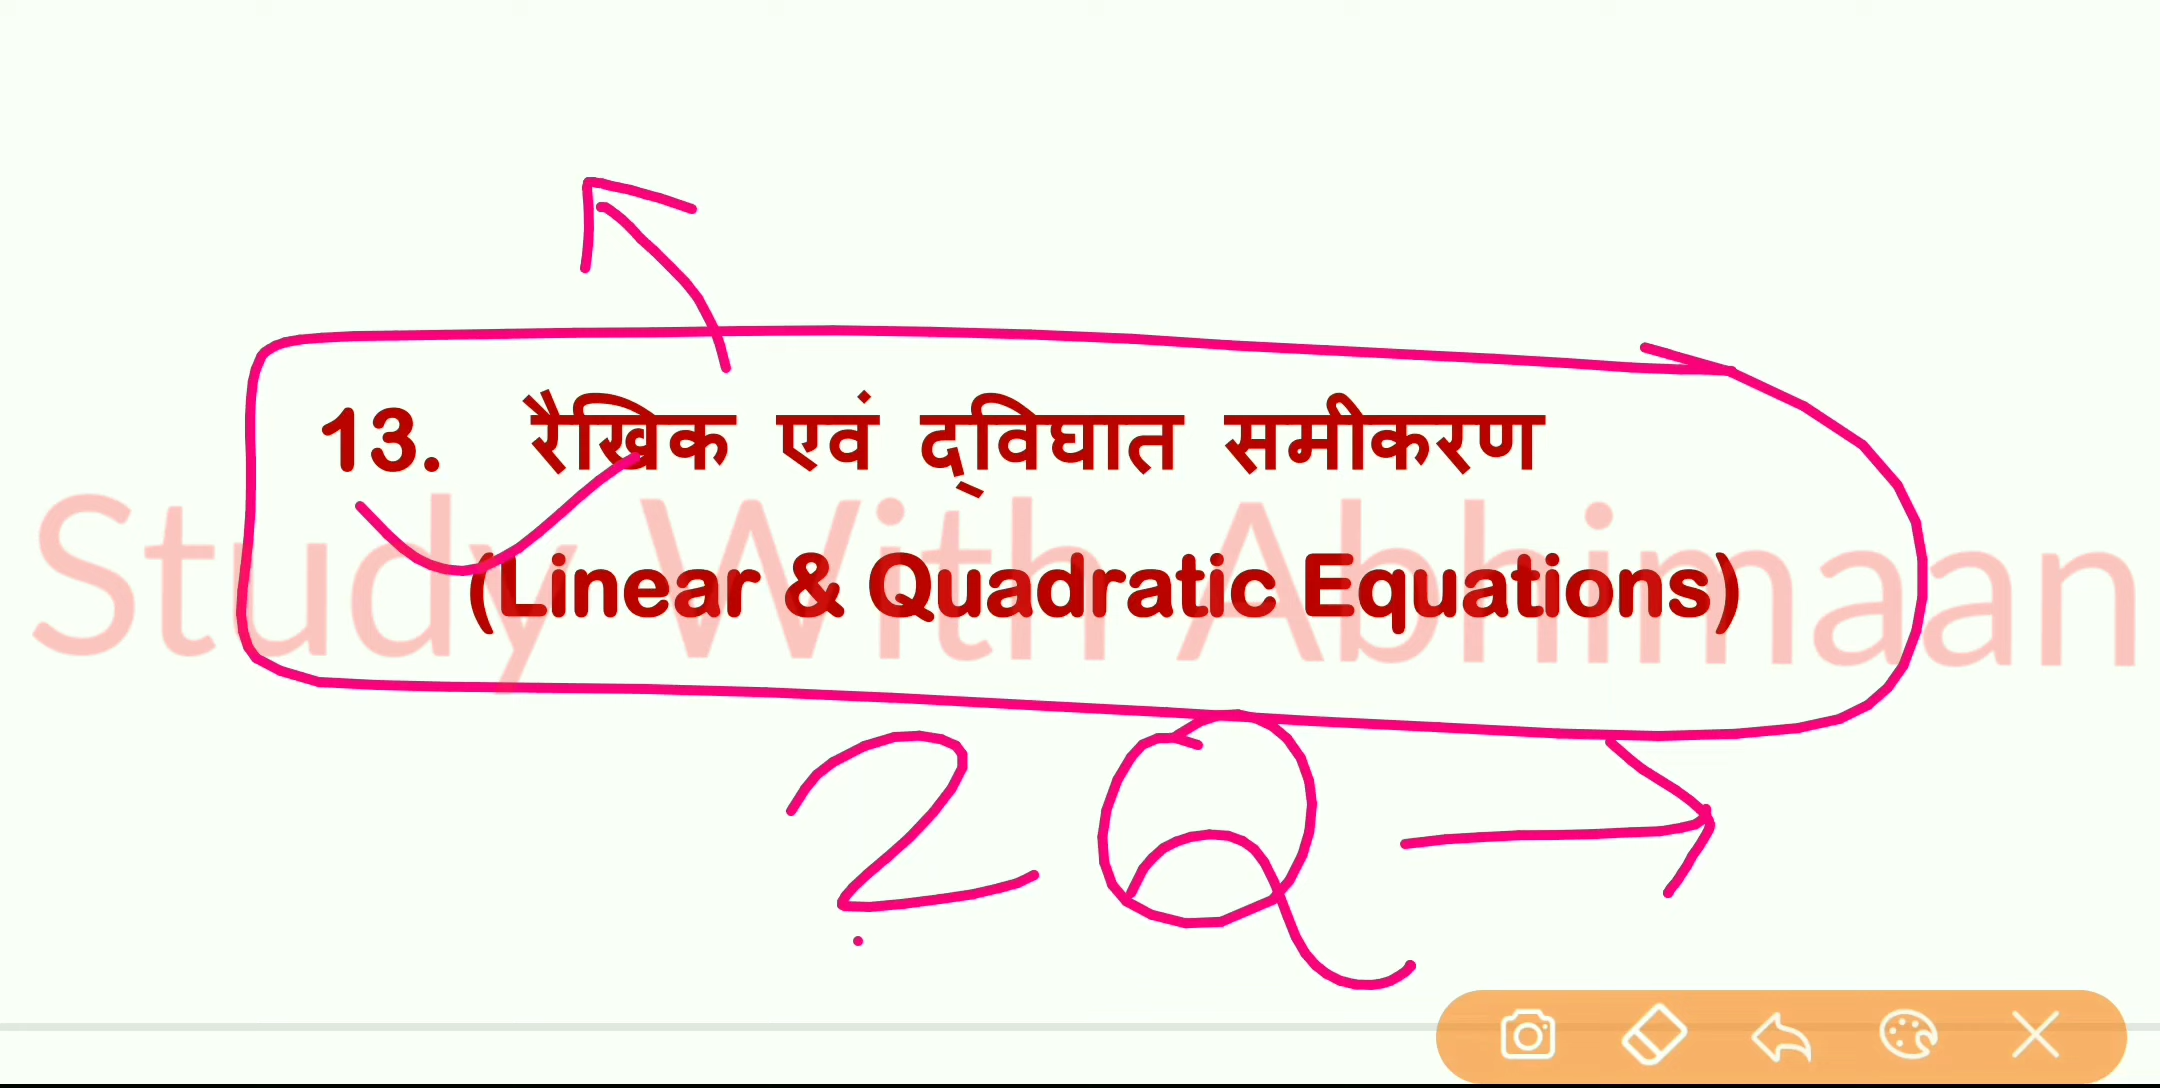 13. रैखिक एवं द्विघात समीकरण
(Linear & Quadratic Equations)
Study With Abhimaan
2Q